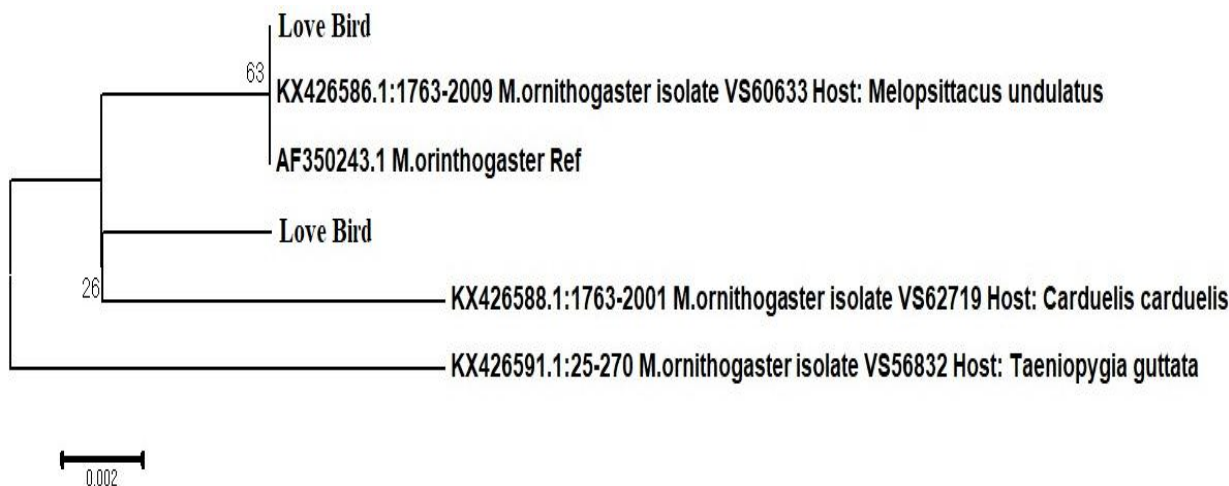 Love Bird
63
KX426586.1:1763-2009 M.ornithogaster isolate VS60633 Host: Melopsittacus undulatus
AF350243.1 M.orinthogaster Ref
Love Bird
26
KX426588.1:1763-2001 M.ornithogaster isolate VS62719 Host: Carduelis carduelis
KX426591.1:25-270 M.ornithogaster isolate VS56832 Host: Taeniopygia guttata
0.002